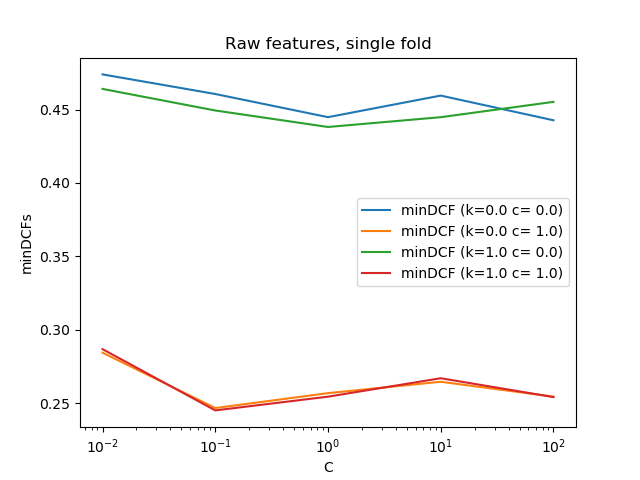 Raw features, single fold
minDCFs
0.45
0.40
0.35
0.30
0.25
minDCF (k=0.0 c= 0.0)
minDCF (k=0.0 c= 1.0)
minDCF (k=1.0 c= 0.0)
minDCF (k=1.0 c= 1.0)
10⁻² 10⁻¹ 10⁰ 10¹ 10²
C